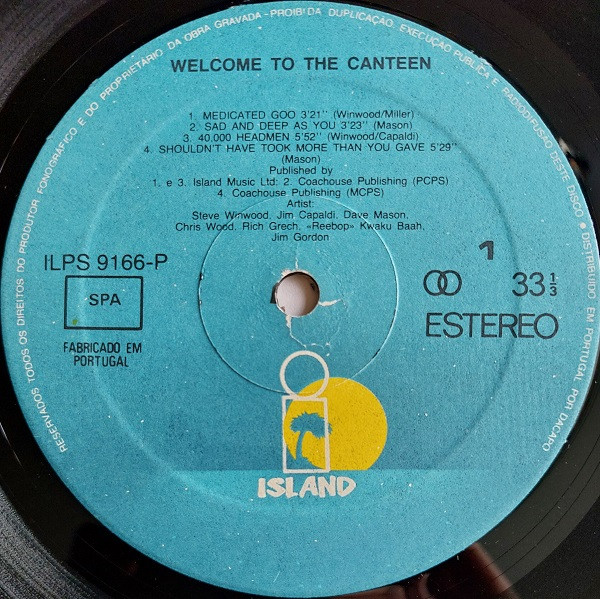 RESERVADOS TODOS OS DIREITOS DO PRODUTOR FONOGRÁFICO E DO PROPRIETÁRIO DA OBRA GRAVADA - PROIBIDA DUPLICAÇÃO, EXECUÇÃO PUBLICA E RADIODIFUSÃO DESTE DISCO • DISTRIBUIDO EM PORTUGAL POR DACAPO
WELCOME TO THE CANTEEN
1. MEDICATED GOO 3'21'' (Winwood/Miller)
2. SAD AND DEEP AS YOU 3'23'' (Mason)
3. 40,000 HEADMEN 5'52'' (Winwood/Capaldi)
4. SHOULDN'T HAVE TOOK MORE THAN YOU GAVE 5'29''
(Mason)
Published by
1. e 3. Island Music Ltd: 2. Coachouse Publishing (PCPS)
4. Coachouse Publishing (MCPS)
Artist:
Steve Winwood, Jim Capaldi, Dave Mason,
Chris Wood, Rich Grech, «Reebop» Kwaku Baah,
Jim Gordon
ILPS 9166-P
SPA
FABRICADO EM
PORTUGAL
1
33 1/3
ESTEREO
ISLAND